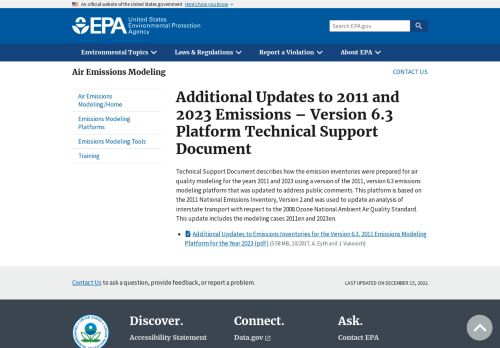 An official website of the United States government Here's how you know
EPA United States
Environmental Protection
Agency
Search EPA.gov
Environmental Topics Laws & Regulations Report a Violation About EPA
Air Emissions Modeling
CONTACT US
Air Emissions
Modeling/Home
Emissions Modeling
Platforms
Emissions Modeling Tools
Training
Additional Updates to 2011 and
2023 Emissions – Version 6.3
Platform Technical Support
Document
Technical Support Document describes how the emission inventories were prepared for air
quality modeling for the years 2011 and 2023 using a version of the 2011, version 6.3 emissions
modeling platform that was updated to address public comments. This platform is based on
the 2011 National Emissions Inventory, Version 2 and was used to update an analysis of
interstate transport with respect to the 2008 Ozone National Ambient Air Quality Standard.
This update includes the modeling cases 2011en and 2023en.
Additional Updates to Emissions Inventories for the Version 6.3, 2011 Emissions Modeling
Platform for the Year 2023 (pdf) (5.58 MB, 10/2017, A. Eyth and J. Vukovich)
Contact Us to ask a question, provide feedback, or report a problem.
LAST UPDATED ON DECEMBER 15, 2022
Discover.
Accessibility Statement
Connect.
Data.gov
Ask.
Contact EPA